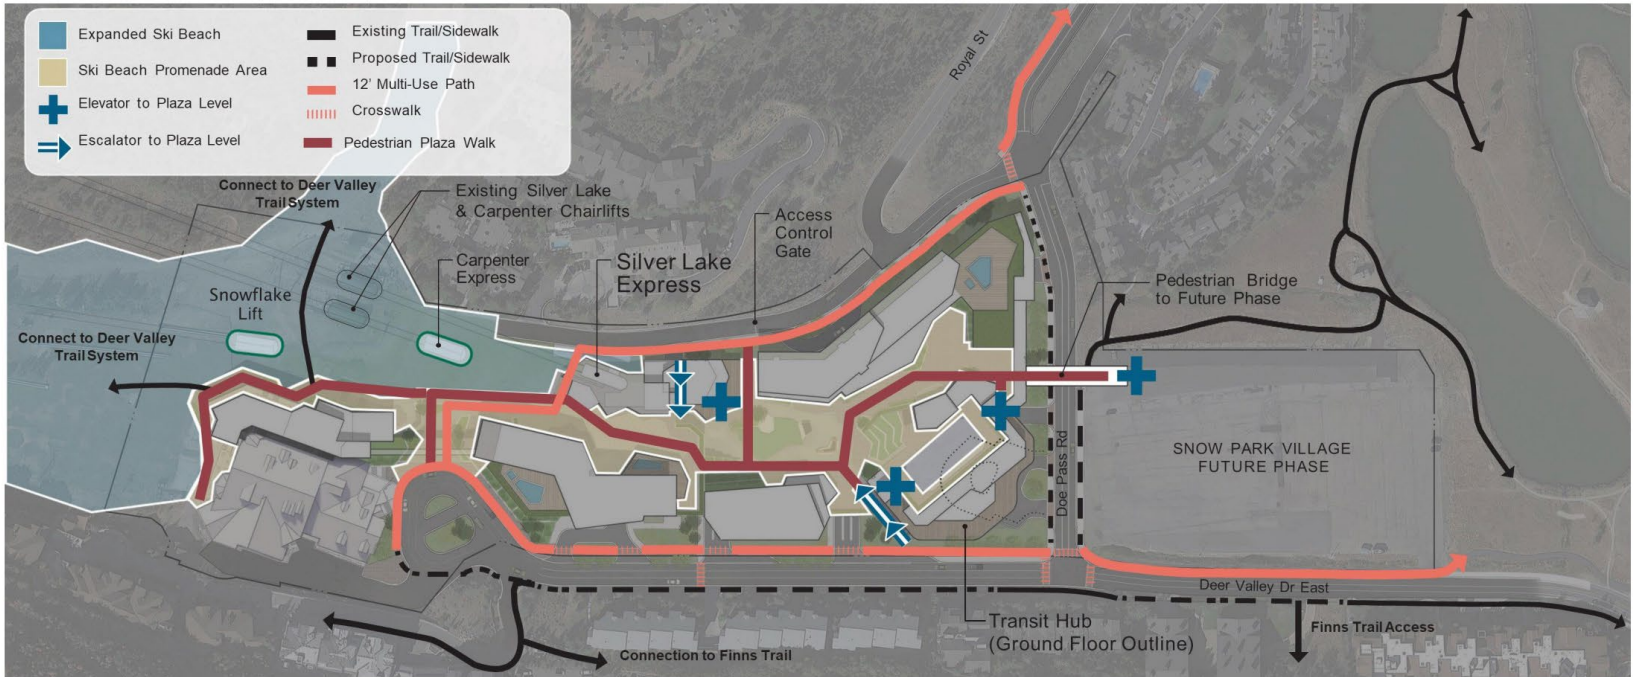 Expanded Ski Beach
Ski Beach Promenade Area
Elevator to Plaza Level
Escalator to Plaza Level
Existing Trail/Sidewalk
Proposed Trail/Sidewalk
12' Multi-Use Path
Crosswalk
Pedestrian Plaza Walk
Royal St
Connect to Deer Valley
Trail System
Existing Silver Lake
& Carpenter Chairlifts
Access
Control
Gate
Carpenter
Express
Silver Lake
Express
Snowflake
Lift
Pedestrian Bridge
to Future Phase
Connect to Deer Valley
Trail System
SNOW PARK VILLAGE
FUTURE PHASE
Doe Pass Rd
Deer Valley Dr East
Transit Hub
(Ground Floor Outline)
Finns Trail Access
Connection to Finns Trail